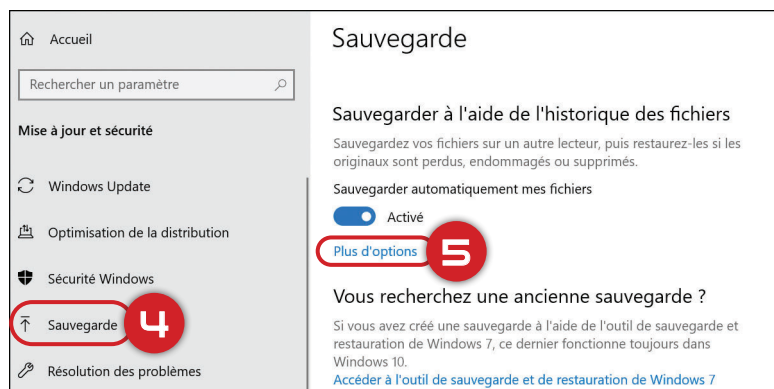 Accueil
Rechercher un paramètre
Mise à jour et sécurité
Windows Update
Optimisation de la distribution
Sécurité Windows
Sauvegarde
4
Résolution des problèmes
Sauvegarde
Sauvegarder à l'aide de l'historique des fichiers
Sauvegardez vos fichiers sur un autre lecteur, puis restaurez-les si les
originaux sont perdus, endommagés ou supprimés.
Sauvegarder automatiquement mes fichiers
Activé
Plus d'options
5
Vous recherchez une ancienne sauvegarde ?
Si vous avez créé une sauvegarde à l'aide de l'outil de sauvegarde et
restauration de Windows 7, ce dernier fonctionne toujours dans
Windows 10.
Accéder à l'outil de sauvegarde et de restauration de Windows 7